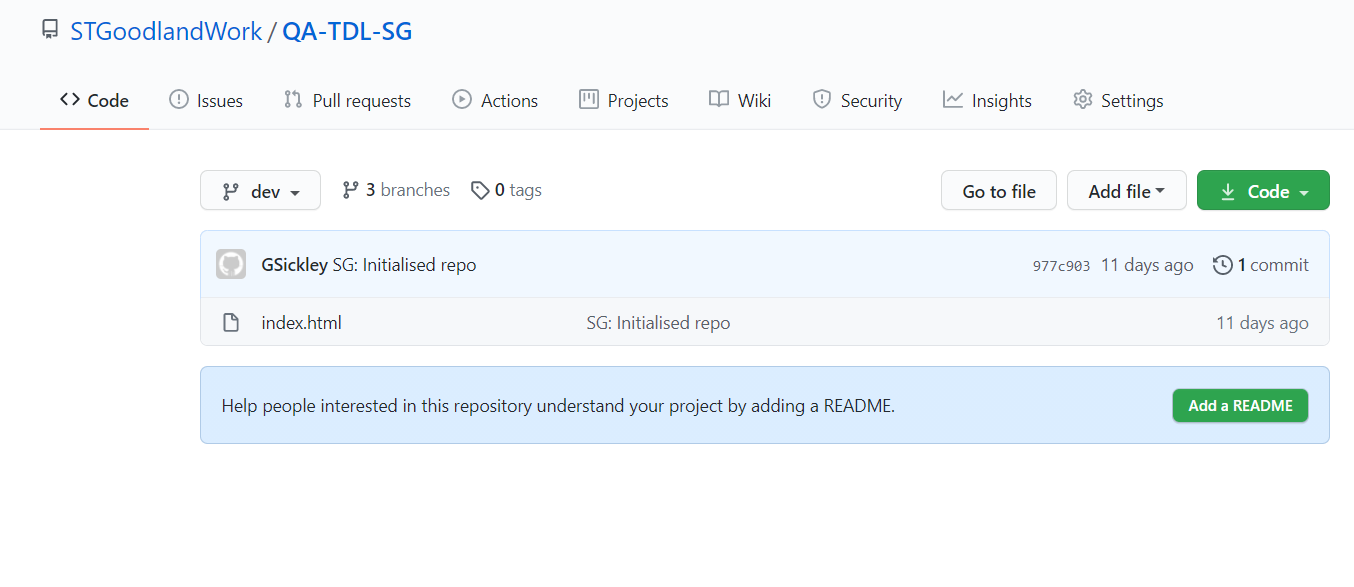 STGoodlandWork / QA-TDL-SG
Code Issues Pull requests Actions Projects Wiki Security Insights Settings
dev 3 branches 0 tags Go to file Add file Code
GSickley SG: Initialised repo 977c903 11 days ago 1 commit
index.html SG: Initialised repo 11 days ago
Help people interested in this repository understand your project by adding a README. Add a README